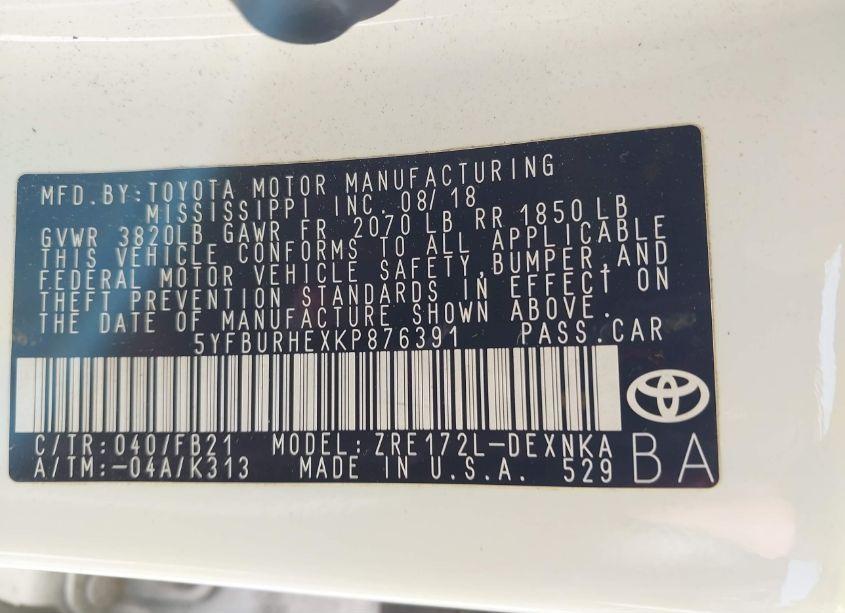 MFD.BY:TOYOTA MOTOR MANUFACTURING
MISSISSIPPI INC. 08/18
GVWR 3820LB GAWR FR 2070 LB RR 1850 LB
THIS VEHICLE CONFORMS TO ALL APPLICABLE
FEDERAL MOTOR VEHICLE SAFETY,BUMPER,AND
THEFT PREVENTION STANDARDS IN EFFECT ON
THE DATE OF MANUFACTURE SHOWN ABOVE.
5YFBURHEXKP876391 PASS.CAR
C/TR:040/FB21 MODEL:ZRE172L-DEXNKA
A/TM:-04A/K313 MADE IN U.S.A. 529
BA